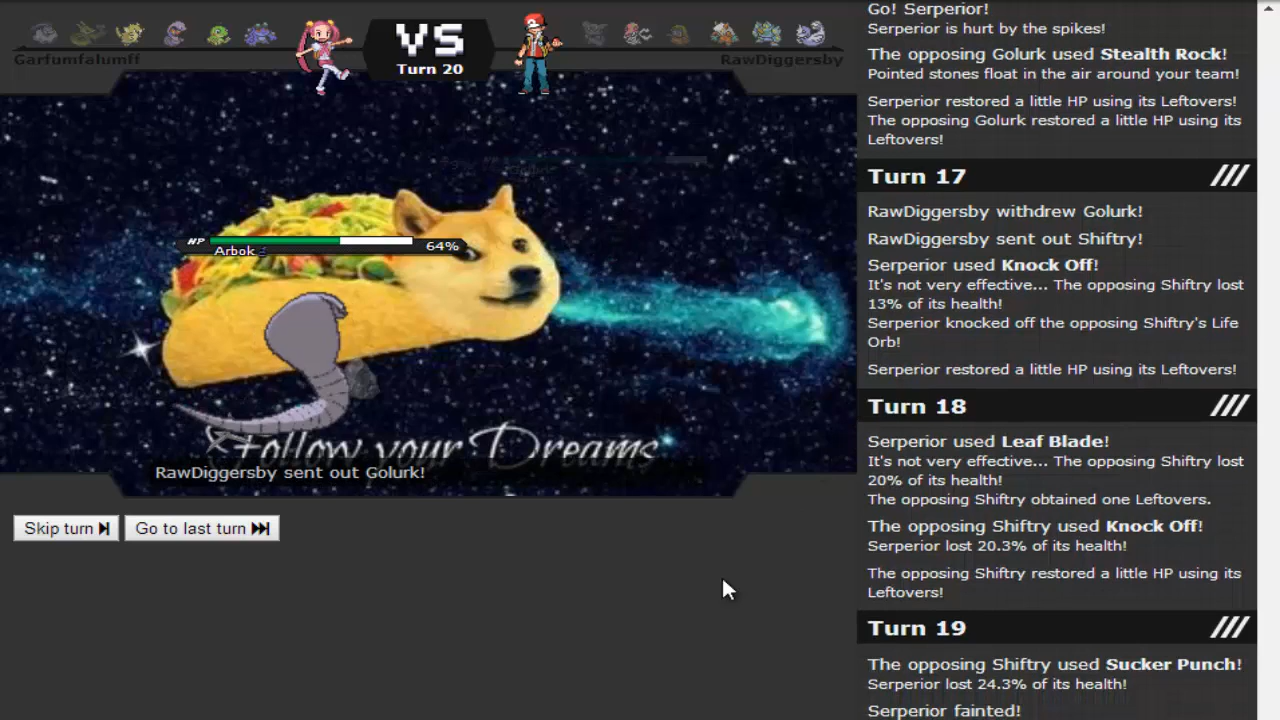 VS
Turn 20
Garfumfalumff
RawDiggersby
HP
Arbok
64%
Follow your Dreams
RawDiggersby sent out Golurk!
Skip turn
Go to last turn
Go! Serperior!
Serperior is hurt by the spikes!
The opposing Golurk used Stealth Rock!
Pointed stones float in the air around your team!
Serperior restored a little HP using its Leftovers!
The opposing Golurk restored a little HP using its
Leftovers!
Turn 17
RawDiggersby withdrew Golurk!
RawDiggersby sent out Shiftry!
Serperior used Knock Off!
It's not very effective... The opposing Shiftry lost
13% of its health!
Serperior knocked off the opposing Shiftry's Life
Orb!
Serperior restored a little HP using its Leftovers!
Turn 18
Serperior used Leaf Blade!
It's not very effective... The opposing Shiftry lost
20% of its health!
The opposing Shiftry obtained one Leftovers.
The opposing Shiftry used Knock Off!
Serperior lost 20.3% of its health!
The opposing Shiftry restored a little HP using its
Leftovers!
Turn 19
The opposing Shiftry used Sucker Punch!
Serperior lost 24.3% of its health!
Serperior fainted!